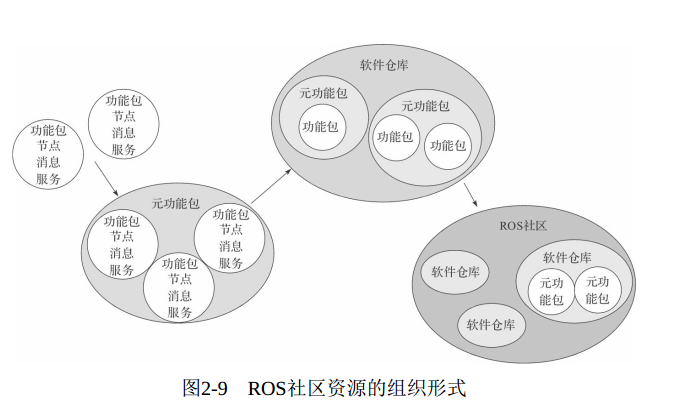 功能包
节点
消息
服务
功能包
节点
消息
服务
元功能包
功能包
节点
消息
服务
功能包
节点
消息
服务
功能包
节点
消息
服务
软件仓库
元功能包
功能包
元功能包
功能包
功能包
ROS社区
软件仓库
软件仓库
软件仓库
元功
能包
元功
能包
图2-9 ROS社区资源的组织形式